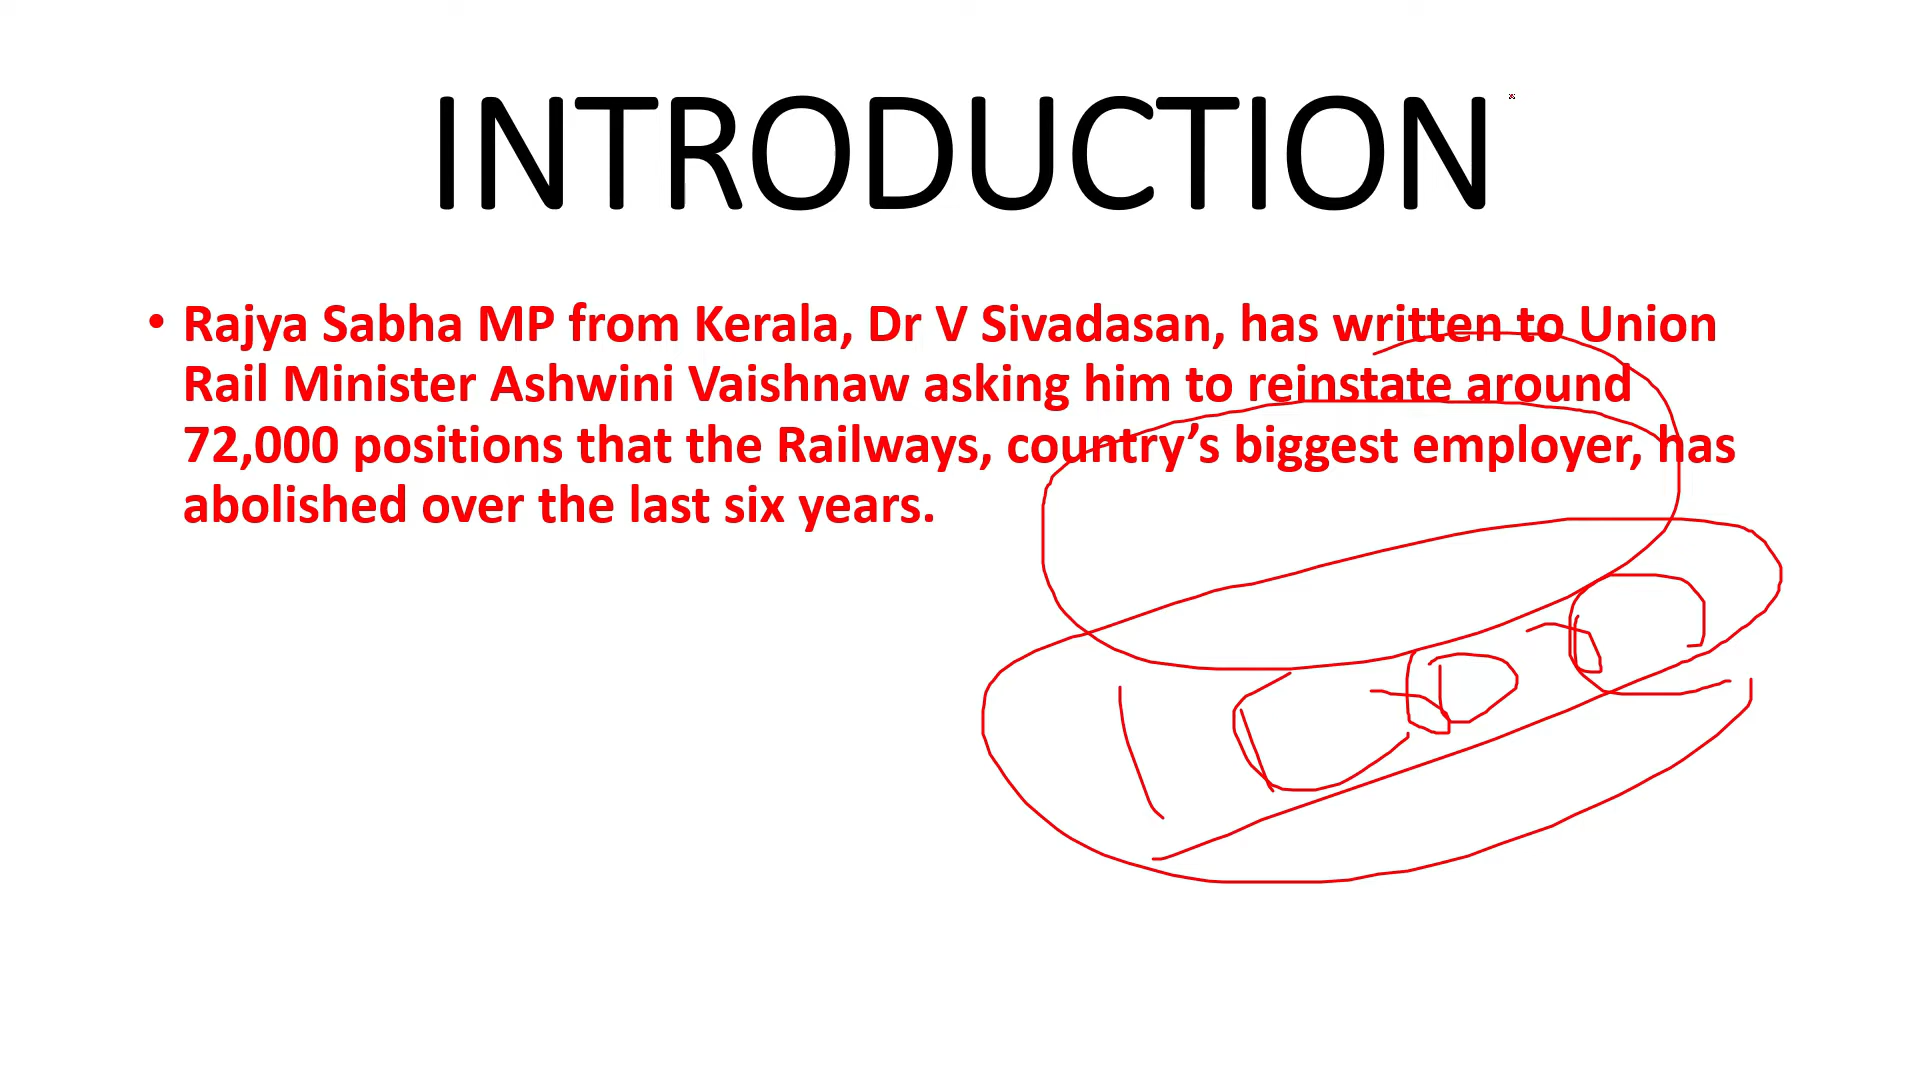 INTRODUCTION
• Rajya Sabha MP from Kerala, Dr V Sivadasan, has written to Union
Rail Minister Ashwini Vaishnaw asking him to reinstate around
72,000 positions that the Railways, country’s biggest employer, has
abolished over the last six years.